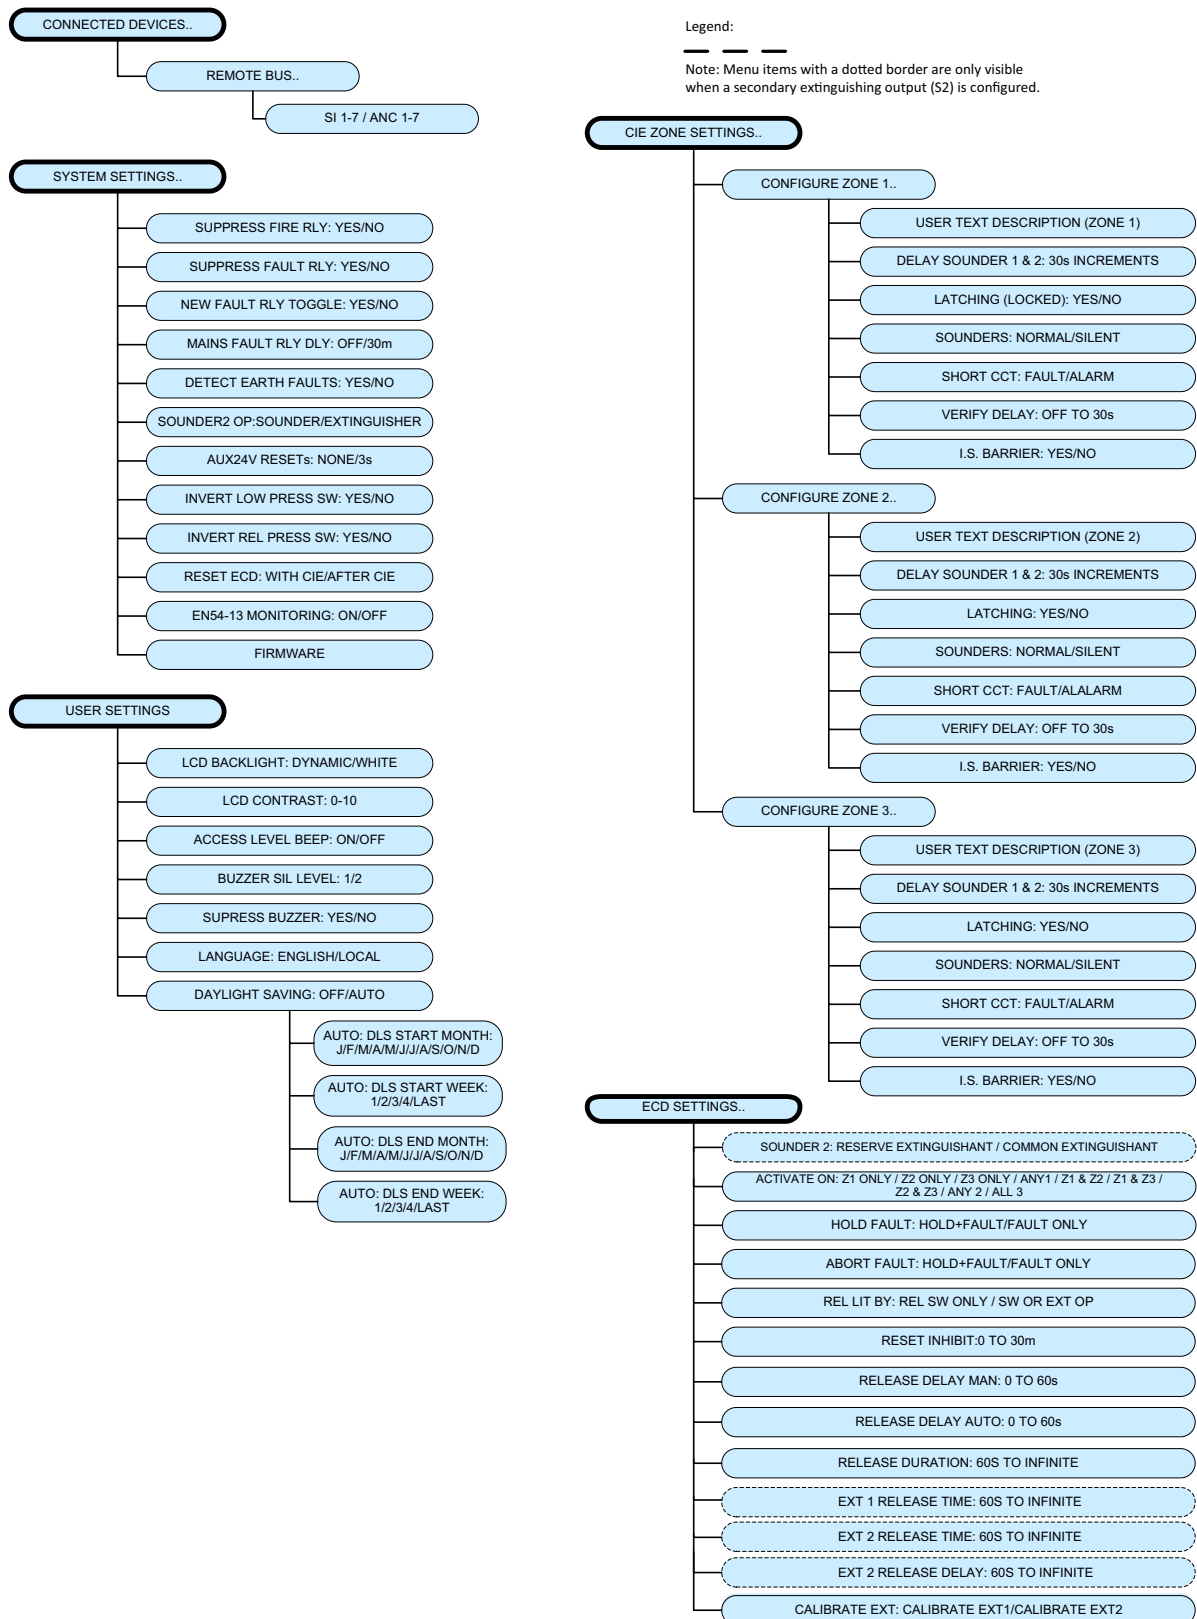 CONNECTED DEVICES..
REMOTE BUS..
SI 1-7 / ANC 1-7
SYSTEM SETTINGS..
SUPPRESS FIRE RLY: YES/NO
SUPPRESS FAULT RLY: YES/NO
NEW FAULT RLY TOGGLE: YES/NO
MAINS FAULT RLY DLY: OFF/30m
DETECT EARTH FAULTS: YES/NO
SOUNDER2 OP:SOUNDER/EXTINGUISHER
AUX24V RESETs: NONE/3s
INVERT LOW PRESS SW: YES/NO
INVERT REL PRESS SW: YES/NO
RESET ECD: WITH CIE/AFTER CIE
EN54-13 MONITORING: ON/OFF
FIRMWARE
USER SETTINGS
LCD BACKLIGHT: DYNAMIC/WHITE
LCD CONTRAST: 0-10
ACCESS LEVEL BEEP: ON/OFF
BUZZER SIL LEVEL: 1/2
SUPRESS BUZZER: YES/NO
LANGUAGE: ENGLISH/LOCAL
DAYLIGHT SAVING: OFF/AUTO
AUTO: DLS START MONTH:
J/F/M/A/M/J/J/A/S/O/N/D
AUTO: DLS START WEEK:
1/2/3/4/LAST
AUTO: DLS END MONTH:
J/F/M/A/M/J/J/A/S/O/N/D
AUTO: DLS END WEEK:
1/2/3/4/LAST
Legend:
Note: Menu items with a dotted border are only visible
when a secondary extinguishing output (S2) is configured.
CIE ZONE SETTINGS..
CONFIGURE ZONE 1..
USER TEXT DESCRIPTION (ZONE 1)
DELAY SOUNDER 1 & 2: 30s INCREMENTS
LATCHING (LOCKED): YES/NO
SOUNDERS: NORMAL/SILENT
SHORT CCT: FAULT/ALARM
VERIFY DELAY: OFF TO 30s
I.S. BARRIER: YES/NO
CONFIGURE ZONE 2..
USER TEXT DESCRIPTION (ZONE 2)
DELAY SOUNDER 1 & 2: 30s INCREMENTS
LATCHING: YES/NO
SOUNDERS: NORMAL/SILENT
SHORT CCT: FAULT/ALALARM
VERIFY DELAY: OFF TO 30s
I.S. BARRIER: YES/NO
CONFIGURE ZONE 3..
USER TEXT DESCRIPTION (ZONE 3)
DELAY SOUNDER 1 & 2: 30s INCREMENTS
LATCHING: YES/NO
SOUNDERS: NORMAL/SILENT
SHORT CCT: FAULT/ALARM
VERIFY DELAY: OFF TO 30s
I.S. BARRIER: YES/NO
ECD SETTINGS..
SOUNDER 2: RESERVE EXTINGUISHANT / COMMON EXTINGUISHANT
ACTIVATE ON: Z1 ONLY / Z2 ONLY / Z3 ONLY / ANY1 / Z1 & Z2 / Z1 & Z3 /
Z2 & Z3 / ANY 2 / ALL 3
HOLD FAULT: HOLD+FAULT/FAULT ONLY
ABORT FAULT: HOLD+FAULT/FAULT ONLY
REL LIT BY: REL SW ONLY / SW OR EXT OP
RESET INHIBIT:0 TO 30m
RELEASE DELAY MAN: 0 TO 60s
RELEASE DELAY AUTO: 0 TO 60s
RELEASE DURATION: 60S TO INFINITE
EXT 1 RELEASE TIME: 60S TO INFINITE
EXT 2 RELEASE TIME: 60S TO INFINITE
EXT 2 RELEASE DELAY: 60S TO INFINITE
CALIBRATE EXT: CALIBRATE EXT1/CALIBRATE EXT2